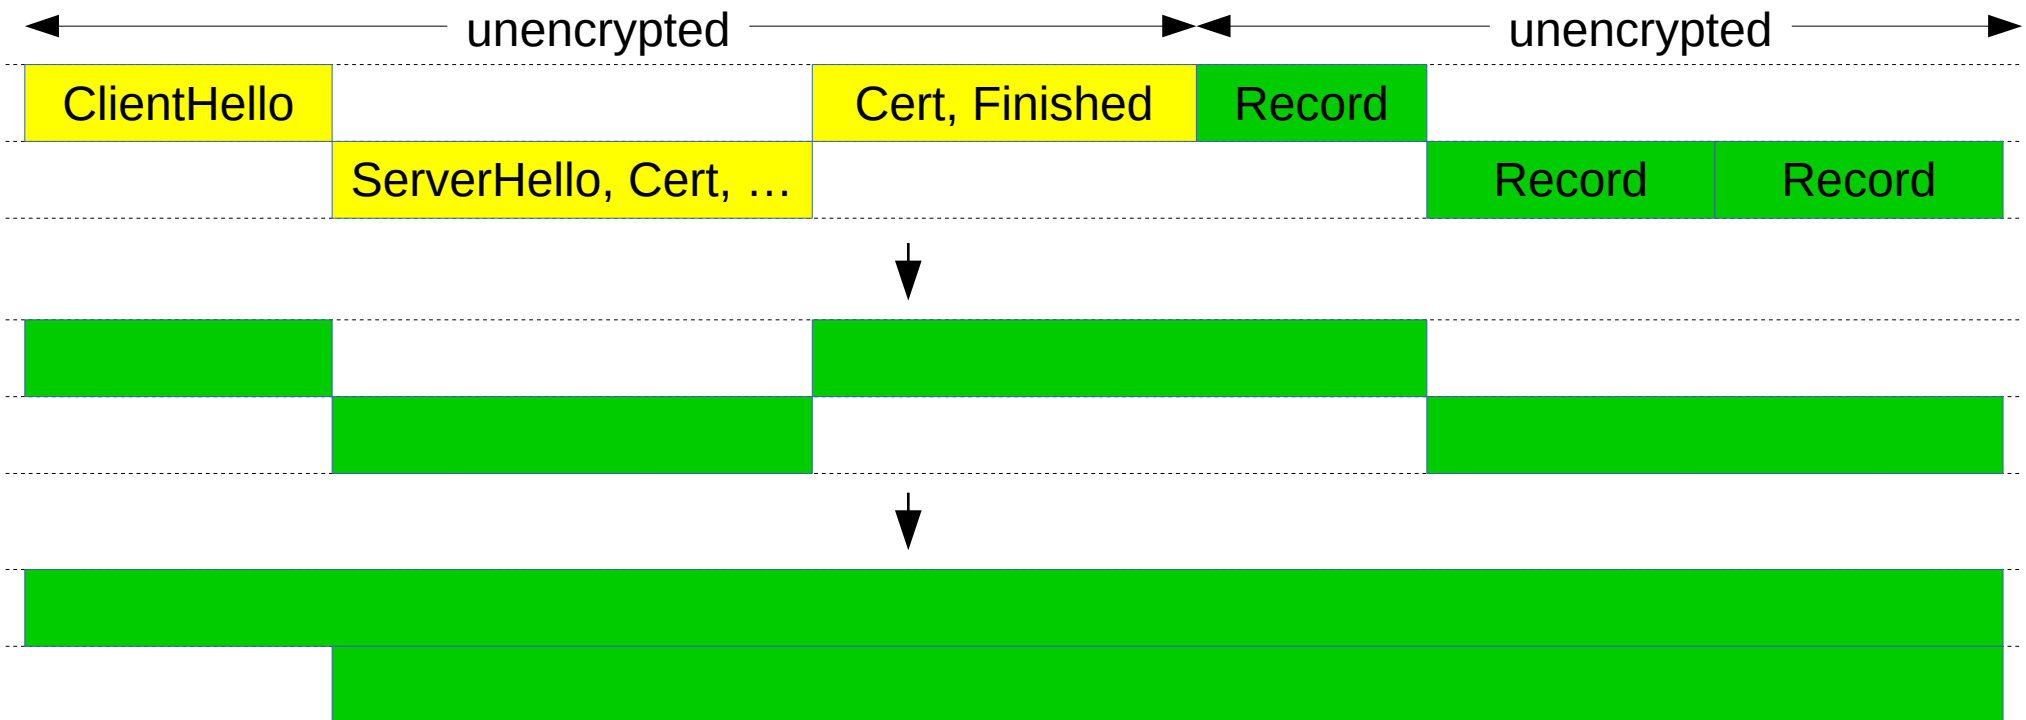 unencrypted unencrypted
ClientHello Cert, Finished Record
ServerHello, Cert, … Record Record